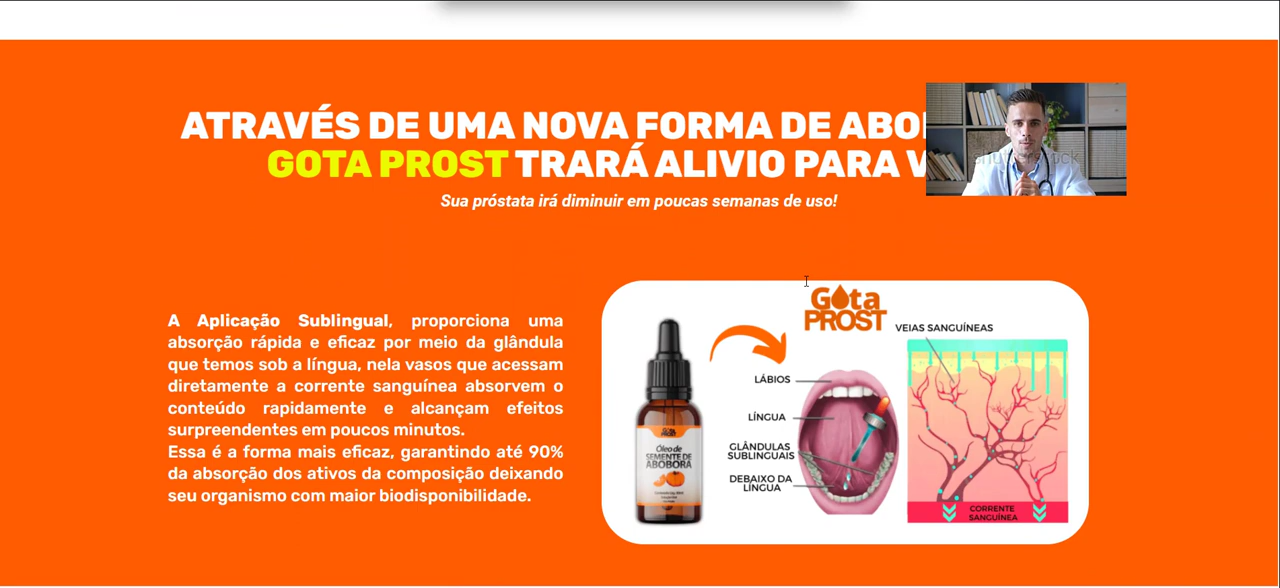 ATRAVÉS DE UMA NOVA FORMA DE
GOTA PROST TRARÁ ALIVIO PARA
Sua próstata irá diminuir em poucas semanas de uso!
A Aplicação Sublingual, proporciona uma
absorção rápida e eficaz por meio da glândula
que temos sob a língua, nela vasos que acessam
diretamente a corrente sanguínea absorvem o
conteúdo rapidamente e alcançam efeitos
surpreendentes em poucos minutos.
Essa é a forma mais eficaz, garantindo até 90%
da absorção dos ativos da composição deixando
seu organismo com maior biodisponibilidade.
Gota
PROST
VEIAS SANGUÍNEAS
LÁBIOS
LÍNGUA
GLÂNDULAS
SUBLINGUAIS
DEBAIXO DA
LÍNGUA
CORRENTE
SANGUÍNEA
Gota
PROST
Óleo de
SEMENTE DE
ABÓBORA